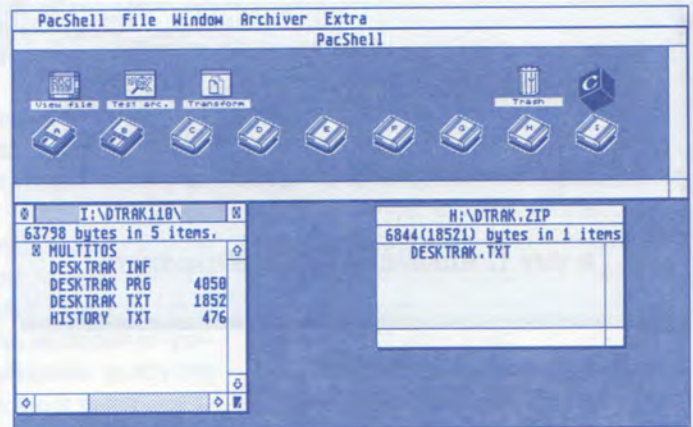 PacShell File Window Archiver Extra
PacShell
View file Test arc. Transform Trash C
A B C D E F G H I
I:\DTRAK110\
63798 bytes in 5 items.
MULTITOS
DESKTRAK INF
DESKTRAK PRG 4050
DESKTRAK TXT 1852
HISTORY TXT 476
H:\DTRAK.ZIP
6844(18521) bytes in 1 items
DESKTRAK.TXT